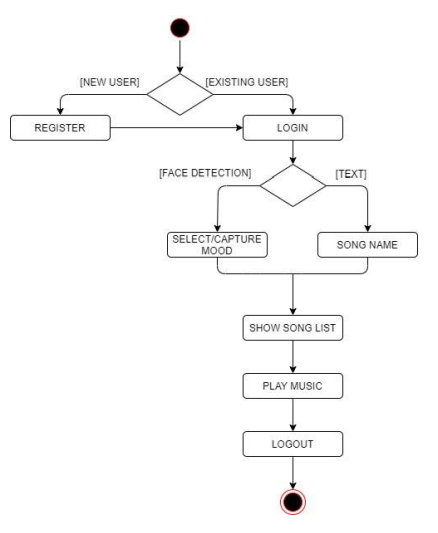 [NEW USER]
[EXISTING USER]
REGISTER
LOGIN
[FACE DETECTION]
[TEXT]
SELECT/CAPTURE
MOOD
SONG NAME
SHOW SONG LIST
PLAY MUSIC
LOGOUT